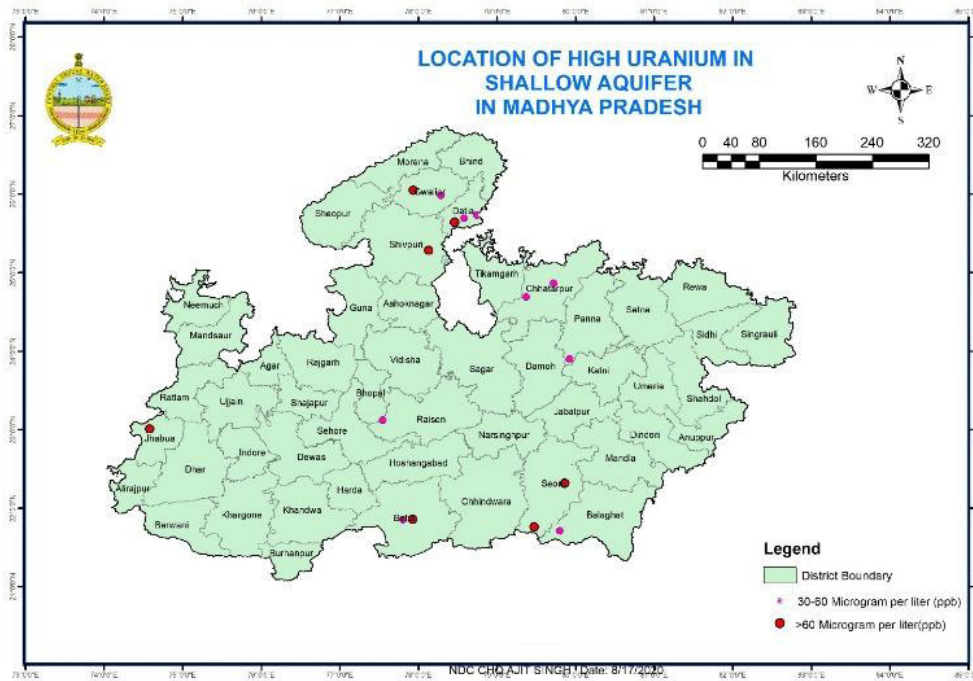 LOCATION OF HIGH URANIUM IN
SHALLOW AQUIFER
IN MADHYA PRADESH
N
W E
S
0 40 80 160 240 320
Kilometers
Morena
Bhind
Gwalior
Sheopur
Datia
Shivpuri
Tikamgarh
Chhatarpur
Rewa
Neemuch
Guna
Ashoknagar
Panna
Satna
Sidhi
Singrauli
Mandsaur
Agar
Rajgarh
Vidisha
Sagar
Damoh
Katni
Umaria
Shahdol
Ratlam
Ujjain
Shajapur
Bhopal
Raisen
Jabalpur
Sehore
Narsinghpur
Dindori
Anuppur
Jhabua
Indore
Dewas
Hoshangabad
Mandla
Dhar
Alirajpur
Harda
Chhindwara
Seoni
Balaghat
Barwani
Khargone
Khandwa
Burhanpur
Legend
District Boundary
30-60 Microgram per liter (ppb)
>60 Microgram per liter(ppb)
NDC CHQ AJIT SINGH Date: 8/17/2020